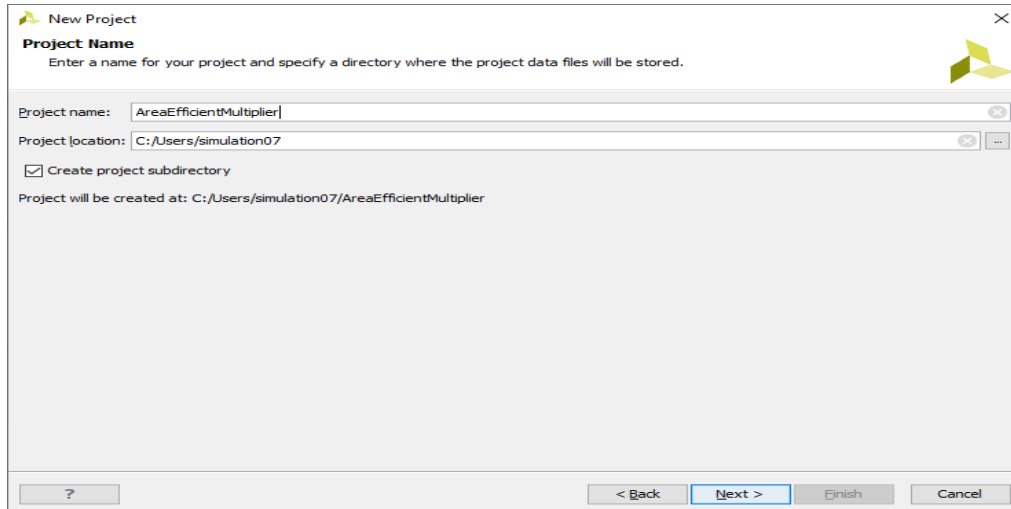 New Project
Project Name
Enter a name for your project and specify a directory where the project data files will be stored.
Project name: AreaEfficientMultiplier
Project location: C:/Users/simulation07 ...
Create project subdirectory
Project will be created at: C:/Users/simulation07/AreaEfficientMultiplier
? < Back Next > Finish Cancel